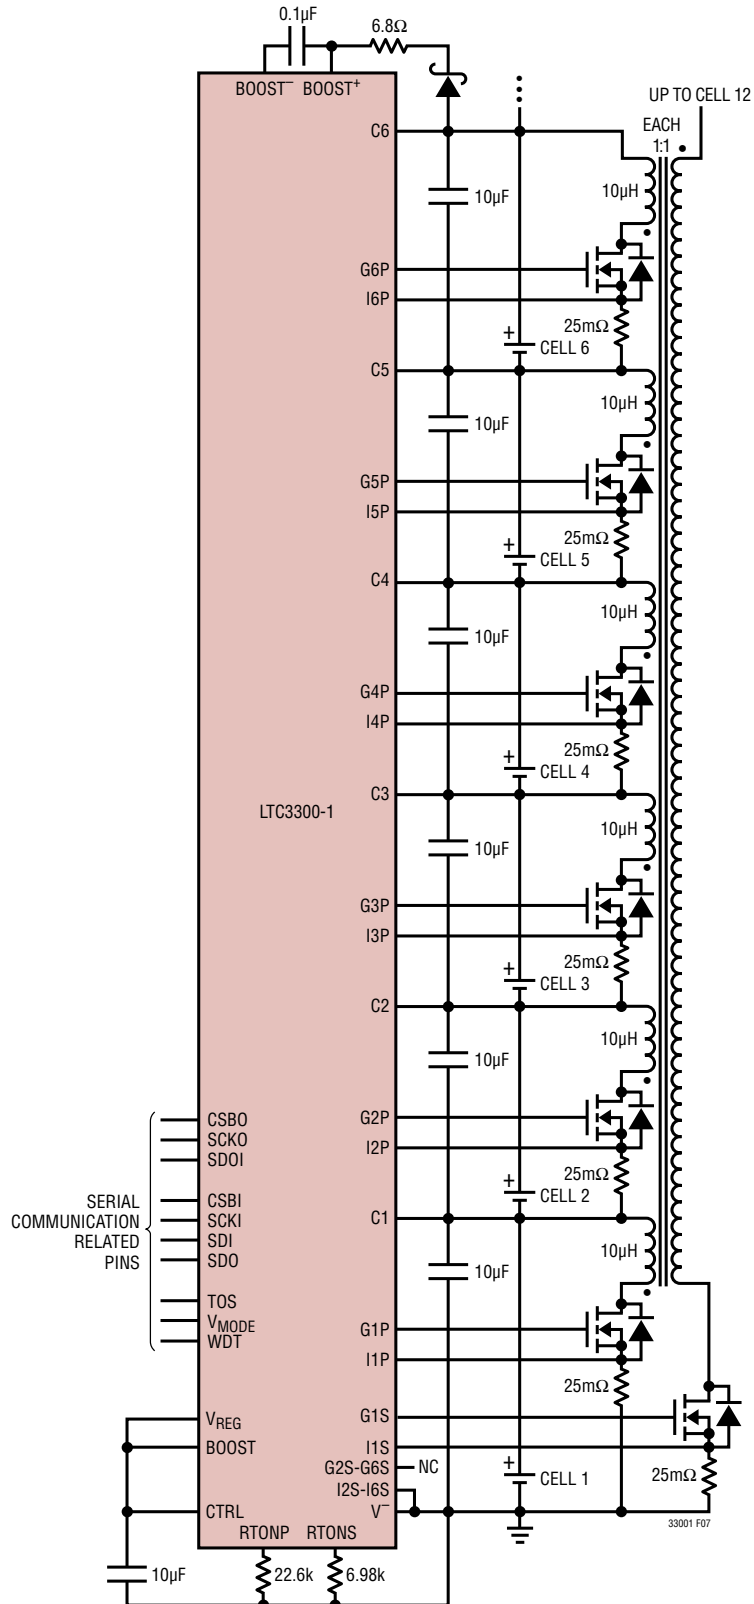 0.1µF
6.8Ω
BOOST⁻ BOOST⁺
UP TO CELL 12
C6
EACH
1:1
10µH
10µF
G6P
I6P
25mΩ
+
CELL 6
C5
10µH
10µF
G5P
I5P
25mΩ
+
CELL 5
C4
10µH
10µF
G4P
I4P
25mΩ
+
CELL 4
C3
LTC3300-1
10µH
10µF
G3P
I3P
25mΩ
+
CELL 3
C2
10µH
10µF
CSBO
SCKO
SDOI
G2P
I2P
25mΩ
+
CELL 2
SERIAL
COMMUNICATION
RELATED
PINS
CSBI
SCKI
SDI
SDO
C1
10µH
10µF
TOS
VMODE
WDT
G1P
I1P
25mΩ
VREG
BOOST
G1S
I1S
G2S-G6S NC
I2S-I6S
+
CELL 1
25mΩ
CTRL
V⁻
RTONP RTONS
33001 F07
10µF
22.6k
6.98k